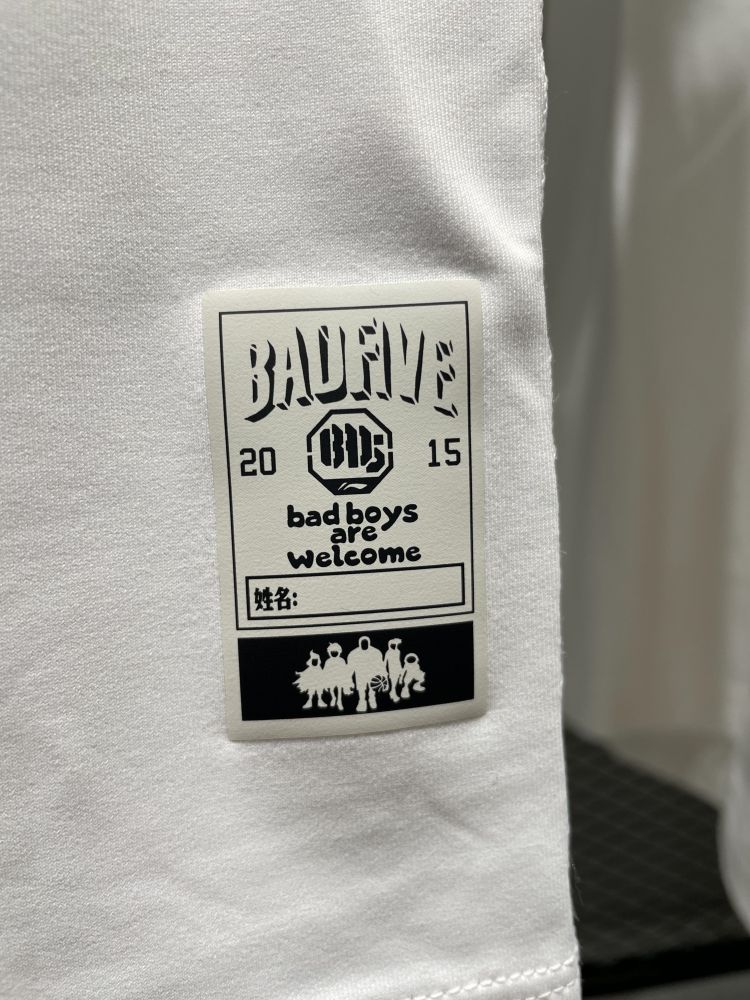 BADFIVE
20 BD5 15
bad boys
are
welcome
姓名: